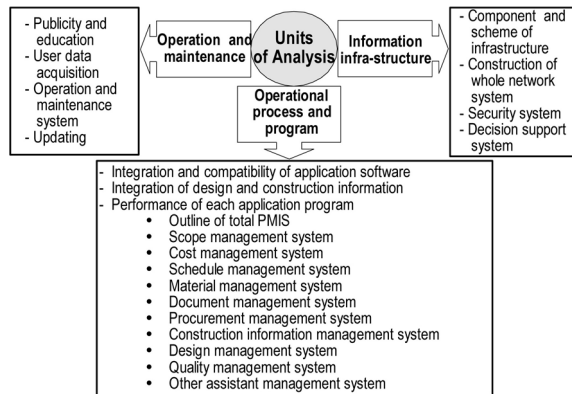 - Publicity and
education
- User data
acquisition
- Operation and
maintenance
system
- Updating
Operation and
maintenance
Units
of Analysis
Information
infra-structure
- Component and
scheme of
infrastructure
- Construction of
whole network
system
- Security system
- Decision support
system
Operational
process and
program
- Integration and compatibility of application software
- Integration of design and construction information
- Performance of each application program
• Outline of total PMIS
• Scope management system
• Cost management system
• Schedule management system
• Material management system
• Document management system
• Procurement management system
• Construction information management system
• Design management system
• Quality management system
• Other assistant management system